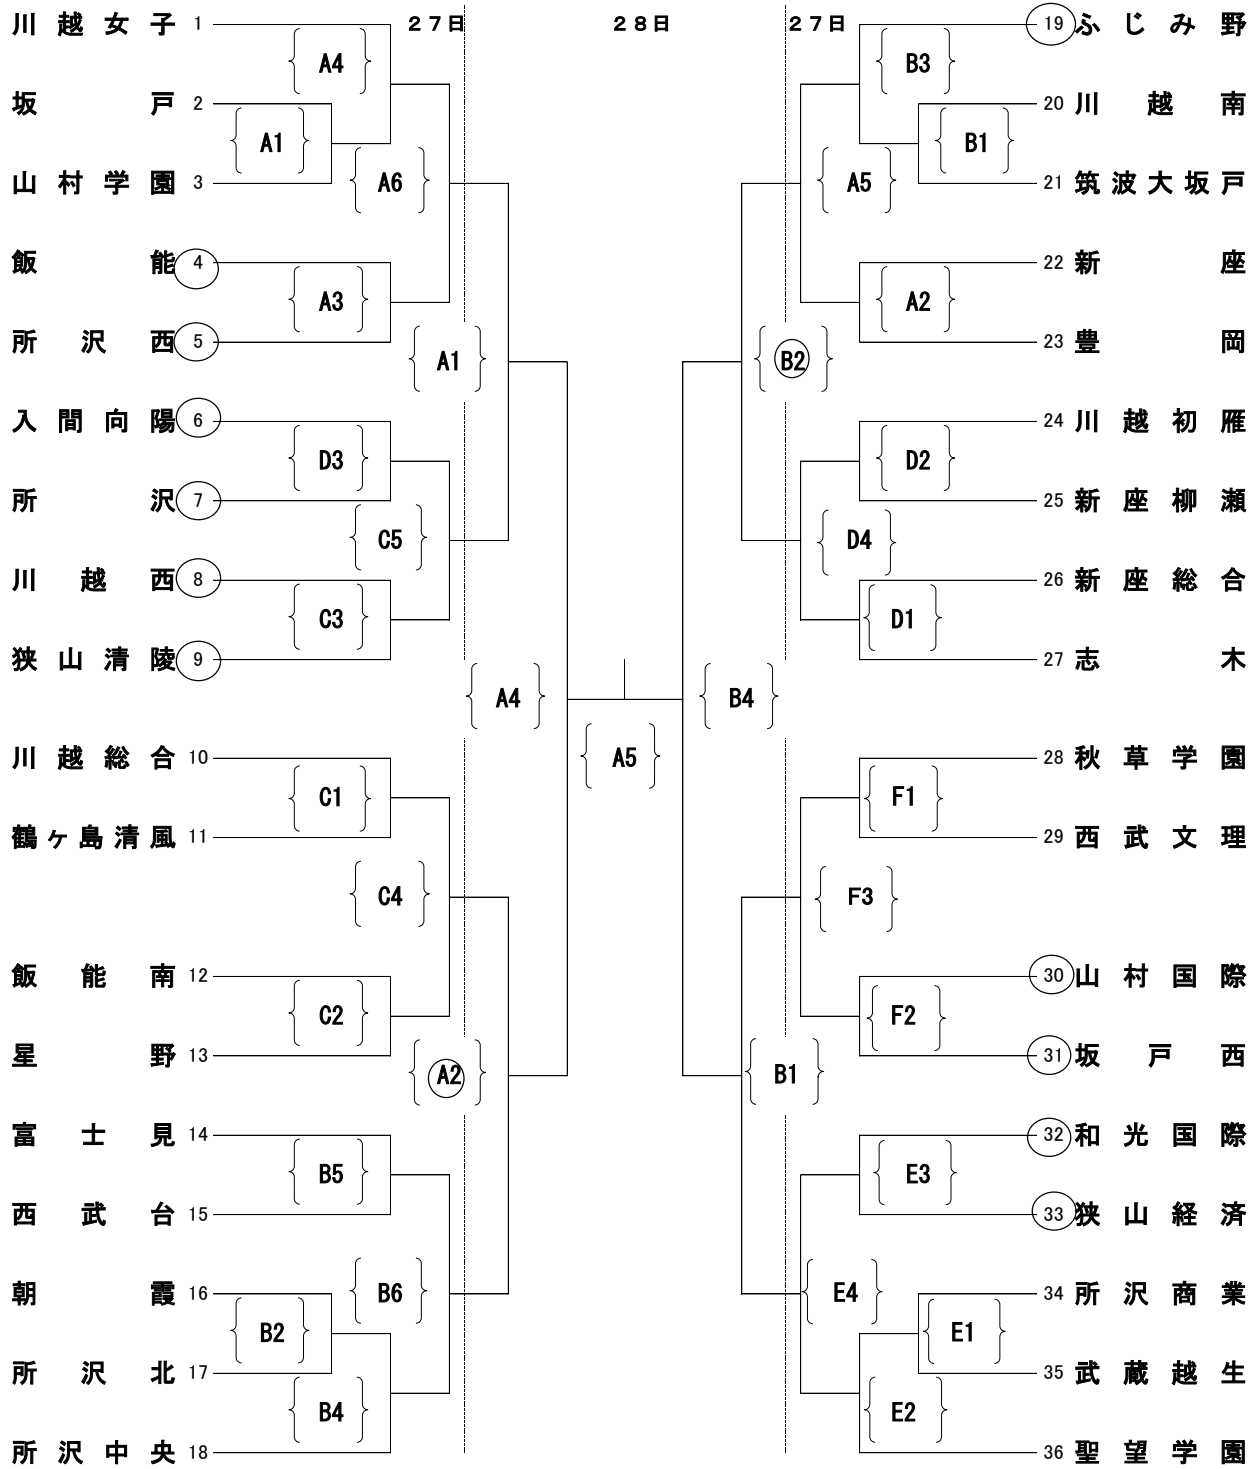 27日 28日 27日
川越女子 1
A4
坂戸 2
A1
山村学園 3
A6
飯能 4
A3
所沢西 5
A1
入間向陽 6
D3
所沢 7
C5
川越西 8
C3
狭山清陵 9
A4
川越総合 10
C1
鶴ヶ島清風 11
C4
飯能南 12
C2
星野 13
A2
富士見 14
B5
西武台 15
朝霞 16
B6
B2
所沢北 17
B4
所沢中央 18
A5
19 ふじみ野
B3
20 川越南
B1
21 筑波大坂戸
A5
22 新座
A2
23 豊岡
B2
24 川越初雁
D2
25 新座柳瀬
D4
26 新座総合
D1
27 志木
B4
28 秋草学園
F1
29 西武文理
F3
30 山村国際
F2
31 坂戸西
B1
32 和光国際
E3
33 狭山経済
34 所沢商業
E4
E1
35 武蔵越生
E2
36 聖望学園